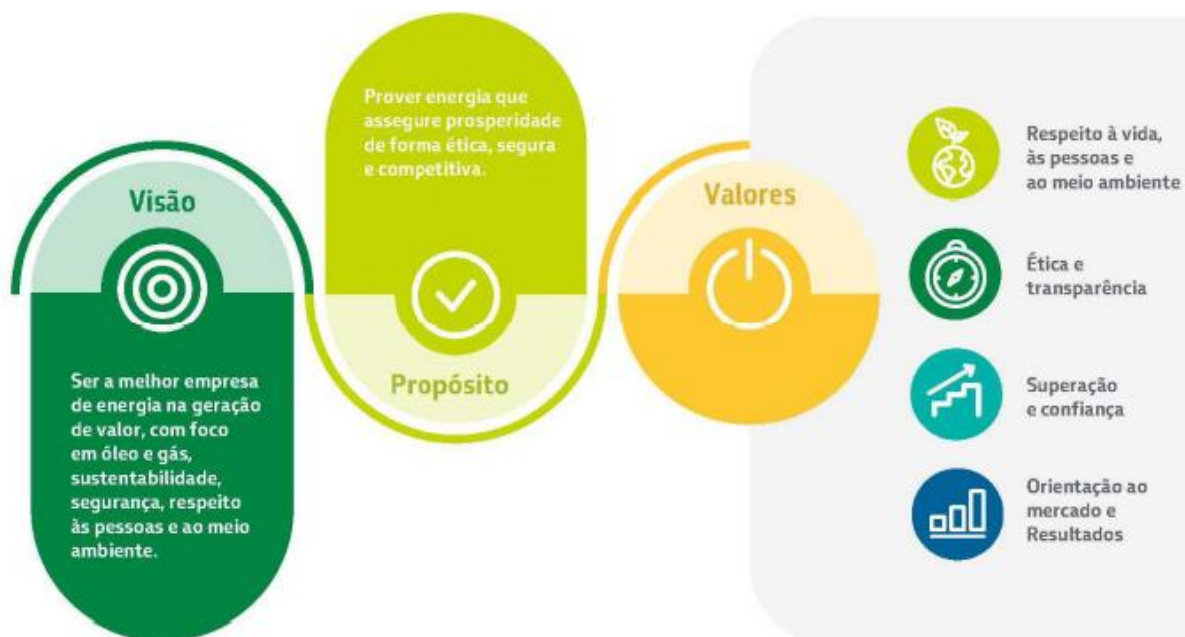 Visão
Ser a melhor empresa
de energia na geração
de valor, com foco
em óleo e gás,
sustentabilidade,
segurança, respeito
às pessoas e ao meio
ambiente.
Prover energia que
assegure prosperidade
de forma ética, segura
e competitiva.
Propósito
Valores
Respeito à vida,
às pessoas e
ao meio ambiente
Ética e
transparência
Superação
e confiança
Orientação ao
mercado e
Resultados